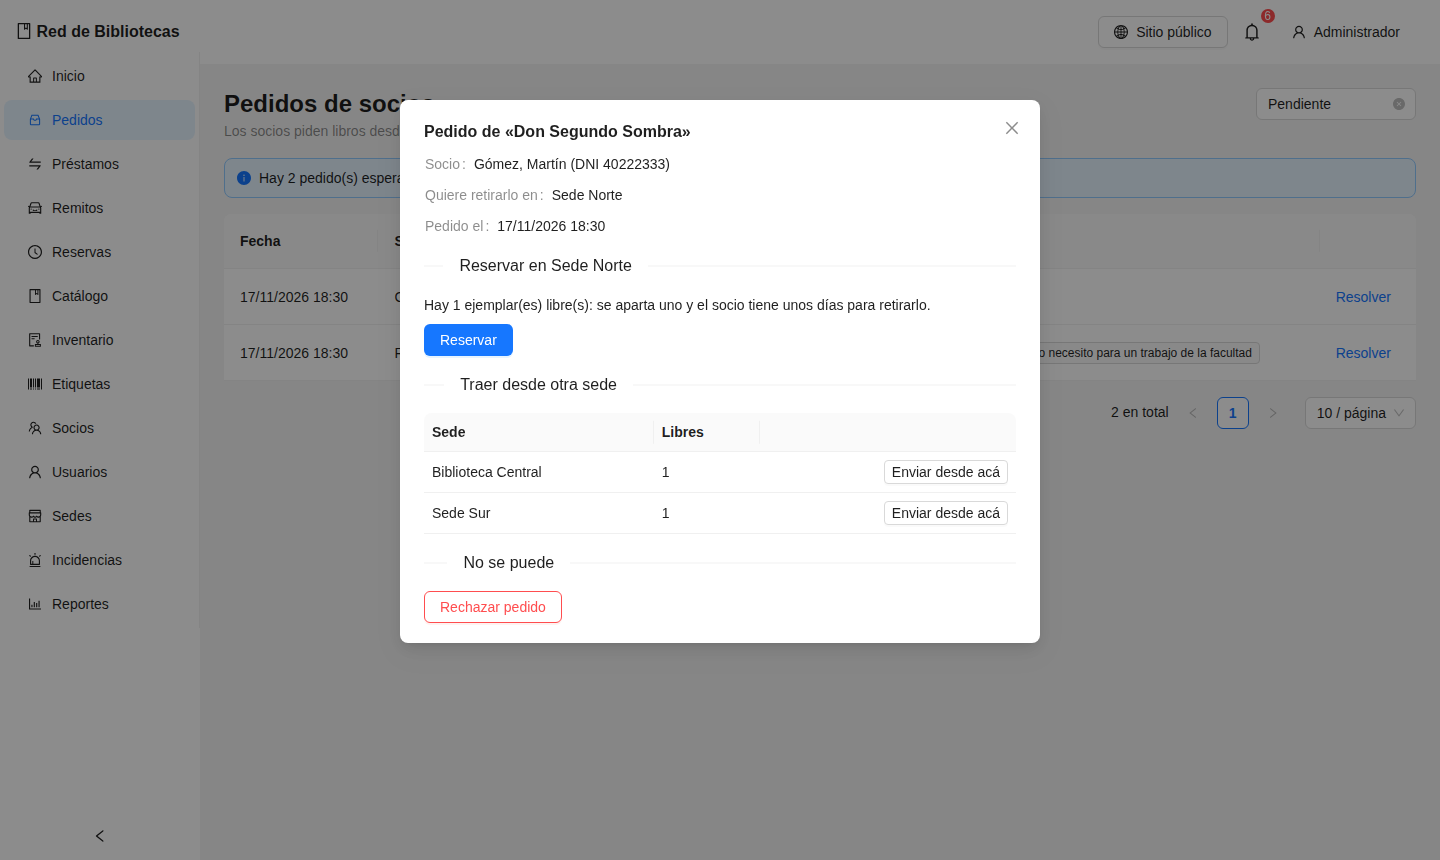 Red de Bibliotecas
Sitio público
6
Administrador
Inicio
Pedidos
Préstamos
Remitos
Reservas
Catálogo
Inventario
Etiquetas
Socios
Usuarios
Sedes
Incidencias
Reportes
Pedidos de socios
Pendiente
Los socios piden libros
Hay 2 pedido(s)
Fecha
17/11/2026 18:30
Resolver
17/11/2026 18:30
necesito para un trabajo de la facultad
Resolver
2 en total
1
10 / página
Pedido de «Don Segundo Sombra»
Socio: Gómez, Martín (DNI 40222333)
Quiere retirarlo en: Sede Norte
Pedido el: 17/11/2026 18:30
Reservar en Sede Norte
Hay 1 ejemplar(es) libre(s): se aparta uno y el socio tiene unos días para retirarlo.
Reservar
Traer desde otra sede
Sede Libres
Biblioteca Central 1 Enviar desde acá
Sede Sur 1 Enviar desde acá
No se puede
Rechazar pedido